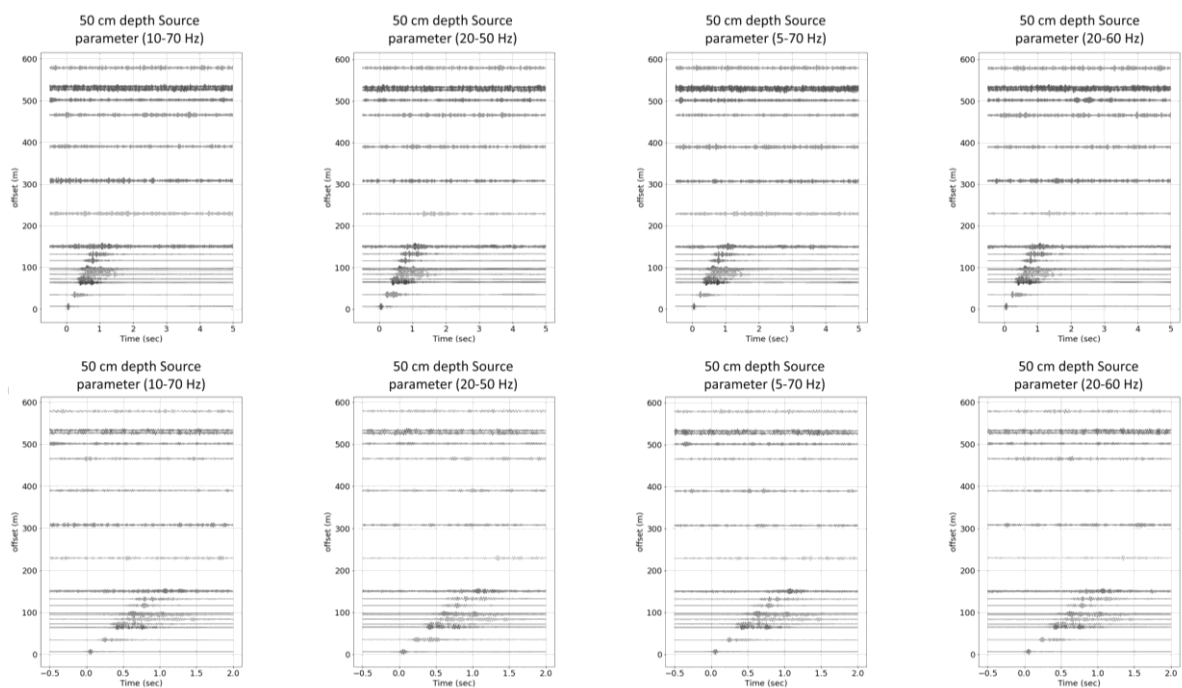 50 cm depth Source
parameter (10-70 Hz)
600
500
400
300
200
100
0
offset (m)
0 1 2 3 4 5
Time (sec)
50 cm depth Source
parameter (20-50 Hz)
600
500
400
300
200
100
0
offset (m)
0 1 2 3 4 5
Time (sec)
50 cm depth Source
parameter (5-70 Hz)
600
500
400
300
200
100
0
offset (m)
0 1 2 3 4 5
Time (sec)
50 cm depth Source
parameter (20-60 Hz)
600
500
400
300
200
100
0
offset (m)
0 1 2 3 4 5
Time (sec)
50 cm depth Source
parameter (10-70 Hz)
600
500
400
300
200
100
0
offset (m)
−0.5 0.0 0.5 1.0 1.5 2.0
Time (sec)
50 cm depth Source
parameter (20-50 Hz)
600
500
400
300
200
100
0
offset (m)
−0.5 0.0 0.5 1.0 1.5 2.0
Time (sec)
50 cm depth Source
parameter (5-70 Hz)
600
500
400
300
200
100
0
offset (m)
−0.5 0.0 0.5 1.0 1.5 2.0
Time (sec)
50 cm depth Source
parameter (20-60 Hz)
600
500
400
300
200
100
0
offset (m)
−0.5 0.0 0.5 1.0 1.5 2.0
Time (sec)